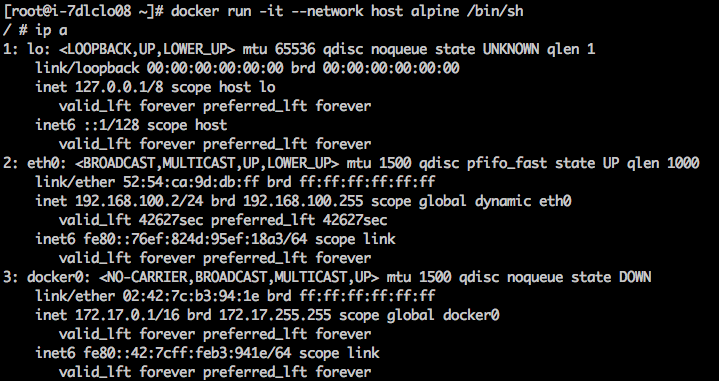 [root@i-7dlclo08 ~]# docker run -it --network host alpine /bin/sh
/ # ip a
1: lo: <LOOPBACK,UP,LOWER_UP> mtu 65536 qdisc noqueue state UNKNOWN qlen 1
    link/loopback 00:00:00:00:00:00 brd 00:00:00:00:00:00
    inet 127.0.0.1/8 scope host lo
       valid_lft forever preferred_lft forever
    inet6 ::1/128 scope host
       valid_lft forever preferred_lft forever
2: eth0: <BROADCAST,MULTICAST,UP,LOWER_UP> mtu 1500 qdisc pfifo_fast state UP qlen 1000
    link/ether 52:54:ca:9d:db:ff brd ff:ff:ff:ff:ff:ff
    inet 192.168.100.2/24 brd 192.168.100.255 scope global dynamic eth0
       valid_lft 42627sec preferred_lft 42627sec
    inet6 fe80::76ef:824d:95ef:18a3/64 scope link
       valid_lft forever preferred_lft forever
3: docker0: <NO-CARRIER,BROADCAST,MULTICAST,UP> mtu 1500 qdisc noqueue state DOWN
    link/ether 02:42:7c:b3:94:1e brd ff:ff:ff:ff:ff:ff
    inet 172.17.0.1/16 brd 172.17.255.255 scope global docker0
       valid_lft forever preferred_lft forever
    inet6 fe80::42:7cff:feb3:941e/64 scope link
       valid_lft forever preferred_lft forever